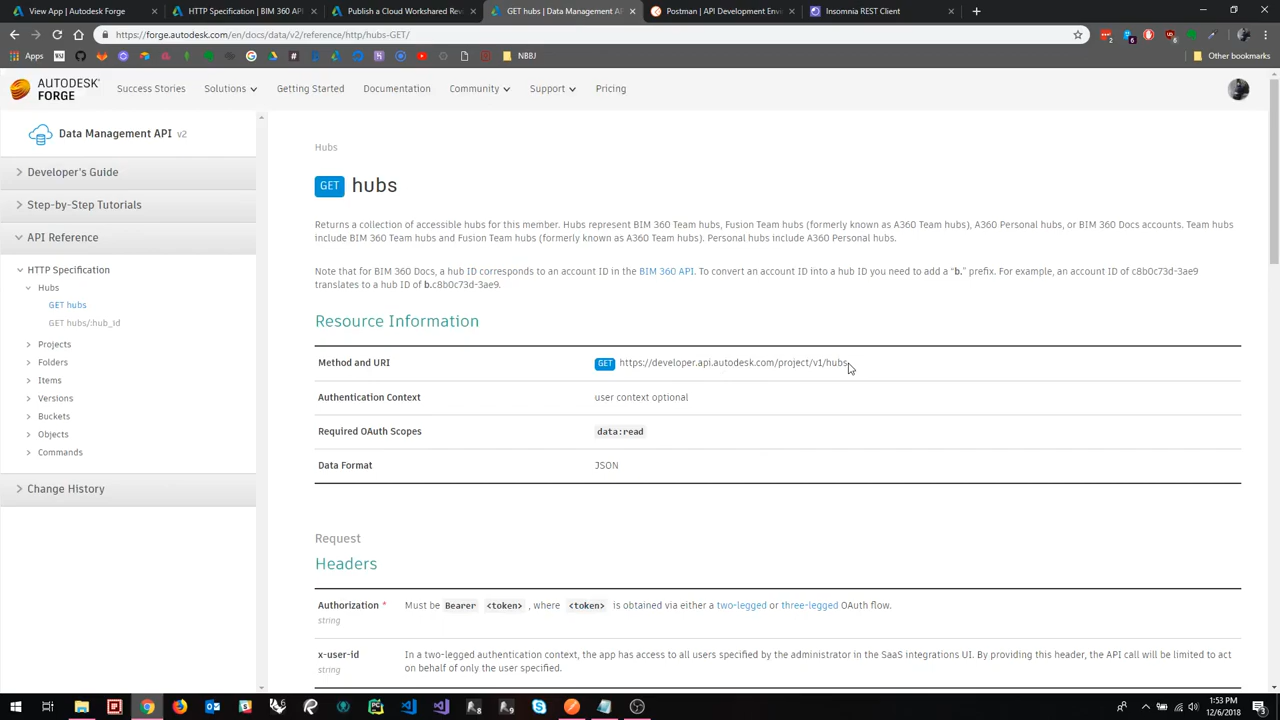 View App | Autodesk Forge
HTTP Specification | BIM 360 API
Publish a Cloud Workshared Rev
GET hubs | Data Management AP
Postman | API Development Env
Insomnia REST Client
https://forge.autodesk.com/en/docs/data/v2/reference/http/hubs-GET/
Apps
N8BJ
Other bookmarks
AUTODESK
FORGE
Success Stories
Solutions
Getting Started
Documentation
Community
Support
Pricing
Data Management API v2
Developer's Guide
Step-by-Step Tutorials
API Reference
HTTP Specification
Hubs
GET hubs
GET hubs/:hub_id
Projects
Folders
Items
Versions
Buckets
Objects
Commands
Change History
Hubs
GET hubs
Returns a collection of accessible hubs for this member. Hubs represent BIM 360 Team hubs, Fusion Team hubs (formerly known as A360 Team hubs), A360 Personal hubs, or BIM 360 Docs accounts. Team hubs
include BIM 360 Team hubs and Fusion Team hubs (formerly known as A360 Team hubs). Personal hubs include A360 Personal hubs.
Note that for BIM 360 Docs, a hub ID corresponds to an account ID in the BIM 360 API. To convert an account ID into a hub ID you need to add a “b.” prefix. For example, an account ID of c8b0c73d-3ae9
translates to a hub ID of b.c8b0c73d-3ae9.
Resource Information
Method and URI GET https://developer.api.autodesk.com/project/v1/hubs
Authentication Context user context optional
Required OAuth Scopes data:read
Data Format JSON
Request
Headers
Authorization * Must be Bearer <token> , where <token> is obtained via either a two-legged or three-legged OAuth flow.
string
x-user-id In a two-legged authentication context, the app has access to all users specified by the administrator in the SaaS integrations UI. By providing this header, the API call will be limited to act
string on behalf of only the user specified.
1:53 PM
12/6/2018